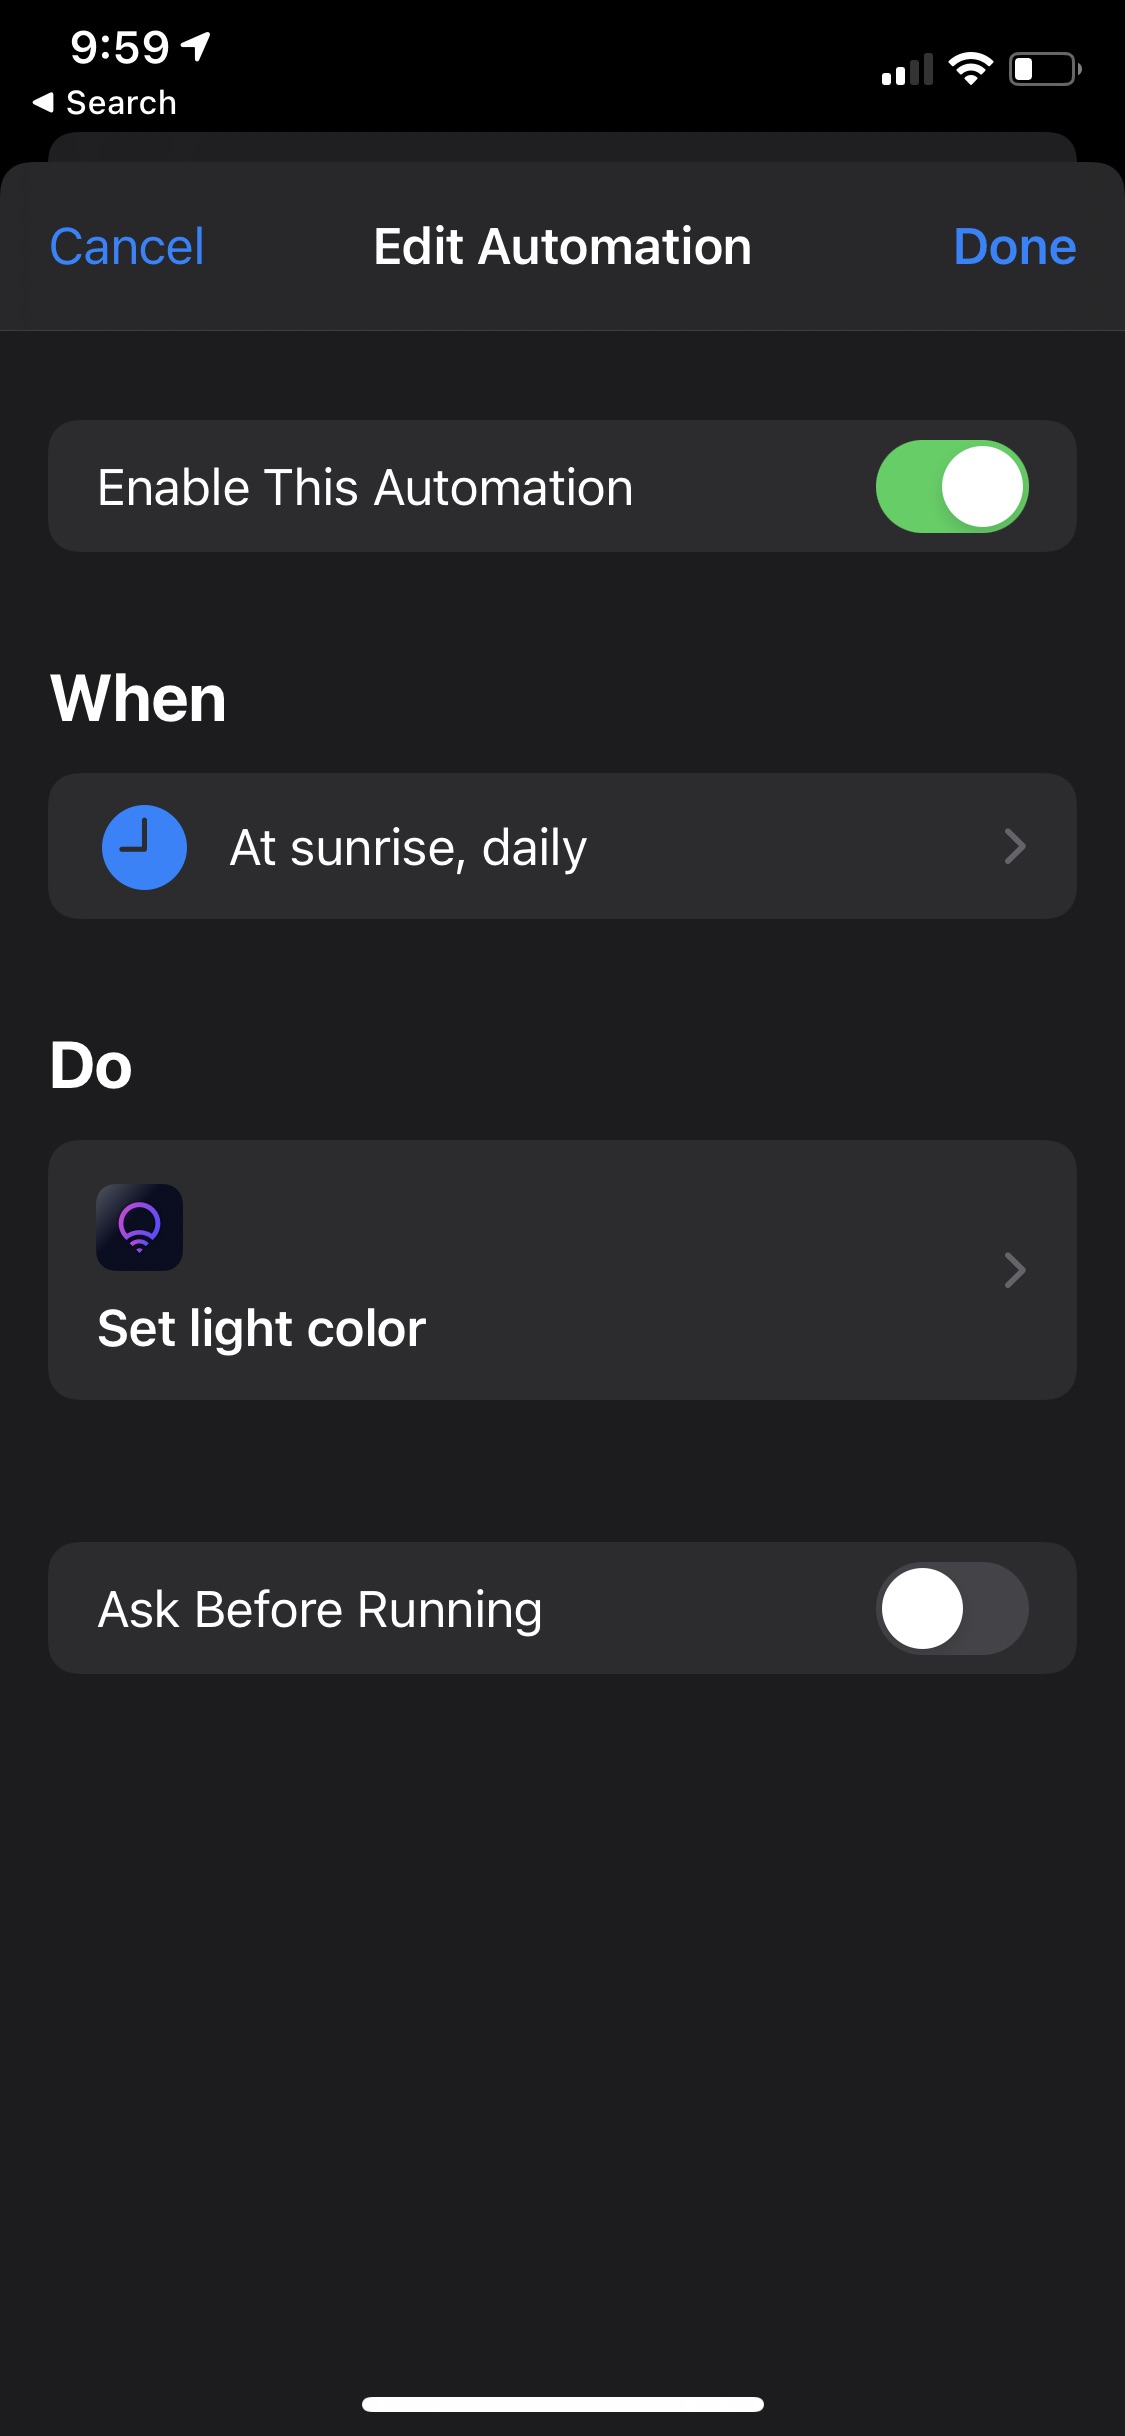 9:59
Search
Cancel Edit Automation Done
Enable This Automation
When
At sunrise, daily
Do
Set light color
Ask Before Running